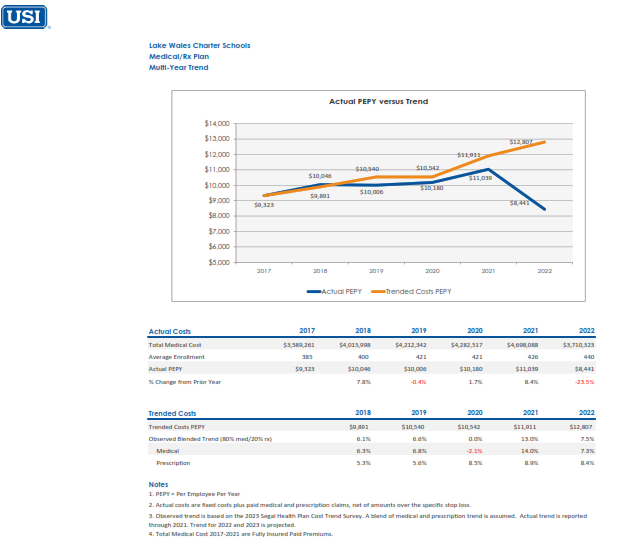 USI
Lake Wales Charter Schools
Medical/Rx Plan
Multi-Year Trend
Actual PEPY versus Trend
$14,000
$13,000
$12,000
$11,000
$10,000
$9,000
$8,000
$7,000
$6,000
$5,000
$9,323
$10,046
$9,891
$10,540
$10,006
$10,542
$10,180
$11,911
$11,039
$12,807
$8,441
2017 2018 2019 2020 2021 2022
Actual PEPY Trended Costs PEPY
Actual Costs 2017 2018 2019 2020 2021 2022
Total Medical Cost $3,589,261 $4,015,998 $4,212,342 $4,282,517 $4,698,088 $3,710,323
Average Enrollment 385 400 421 421 426 440
Actual PEPY $9,323 $10,046 $10,006 $10,180 $11,039 $8,441
% Change from Prior Year 7.8% -0.4% 1.7% 8.4% -23.5%
Trended Costs 2018 2019 2020 2021 2022
Trended Costs PEPY $9,891 $10,540 $10,542 $11,911 $12,807
Observed Blended Trend (80% med/20% rx) 6.1% 6.6% 0.0% 13.0% 7.5%
Medical 6.3% 6.8% -2.1% 14.0% 7.3%
Prescription 5.3% 5.6% 8.5% 8.9% 8.4%
Notes
1. PEPY = Per Employee Per Year
2. Actual costs are fixed costs plus paid medical and prescription claims, net of amounts over the specific stop loss.
3. Observed trend is based on the 2023 Segal Health Plan Cost Trend Survey. A blend of medical and prescription trend is assumed. Actual trend is reported
through 2021. Trend for 2022 and 2023 is projected.
4. Total Medical Cost 2017-2021 are Fully Insured Paid Premiums.